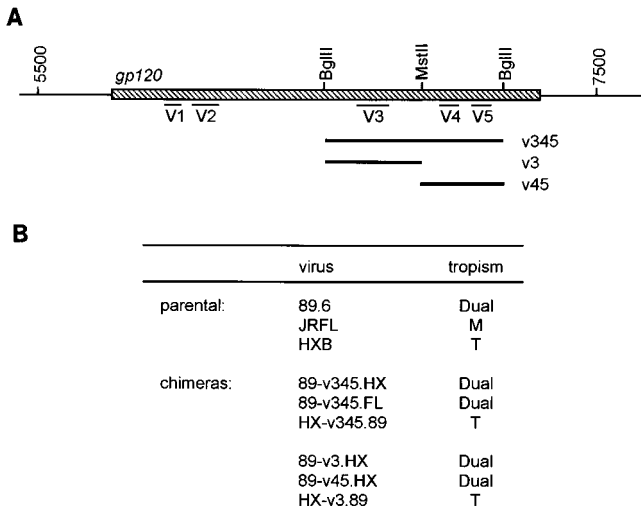 A
5500
gp120
BglII
MstII
BglII
7500
V1 V2 V3 V4 V5
v345
v3
v45
B
virus tropism
parental: 89.6 Dual
JRFL M
HXB T
chimeras: 89-v345.HX Dual
89-v345.FL Dual
HX-v345.89 T
89-v3.HX Dual
89-v45.HX Dual
HX-v3.89 T